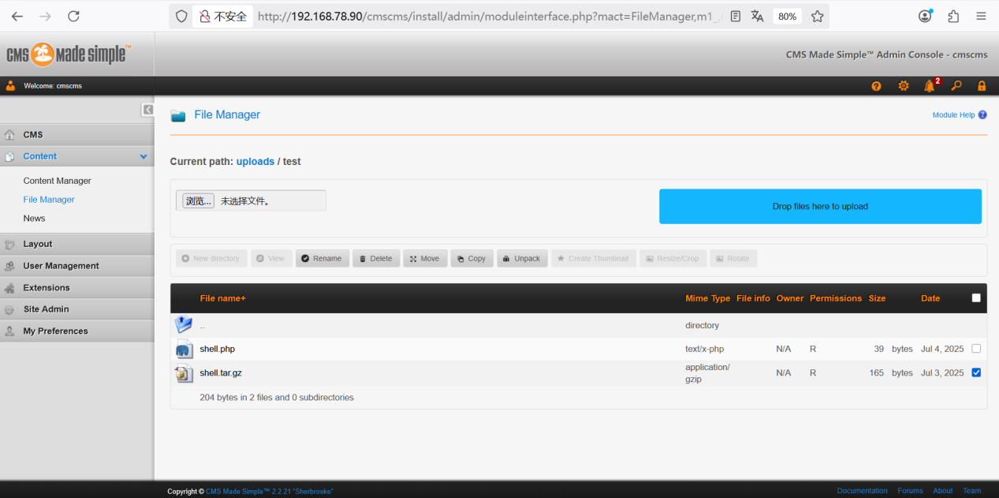 不安全 http://192.168.78.90/cmscms/install/admin/moduleinterface.php?mact=FileManager,m1_ 80%
CMS Made Simple™ CMS Made Simple™ Admin Console - cmscms
Welcome: cmscms 2
File Manager Module Help ?
CMS
Content
Content Manager
File Manager
News
Layout
User Management
Extensions
Site Admin
My Preferences
Current path: uploads / test
浏览... 未选择文件。 Drop files here to upload
New directory View Rename Delete Move Copy Unpack Create Thumbnail Resize/Crop Rotate
File name+ Mime Type File info Owner Permissions Size Date
.. directory
shell.php text/x-php N/A R 39 bytes Jul 4, 2025
shell.tar.gz application/gzip N/A R 165 bytes Jul 3, 2025
204 bytes in 2 files and 0 subdirectories
Copyright © CMS Made Simple™ 2.2.21 "Sherbrooke" Documentation Forums About Team